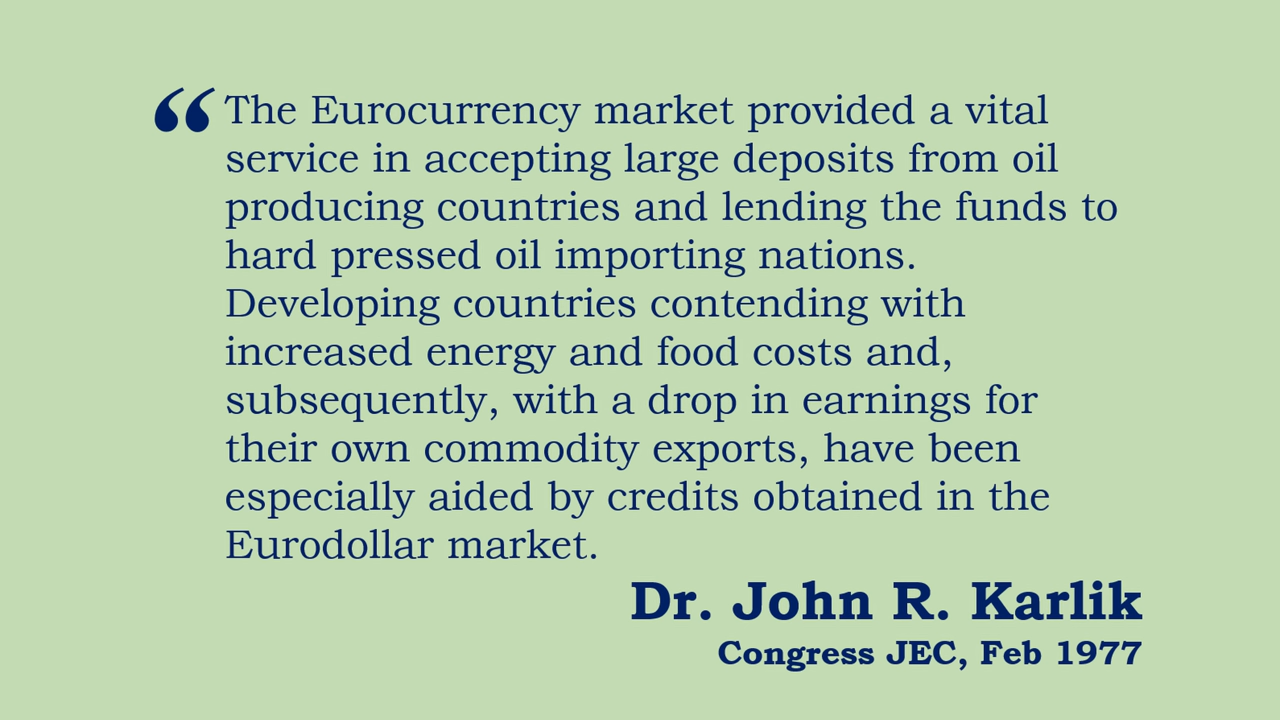 “The Eurocurrency market provided a vital
service in accepting large deposits from oil
producing countries and lending the funds to
hard pressed oil importing nations.
Developing countries contending with
increased energy and food costs and,
subsequently, with a drop in earnings for
their own commodity exports, have been
especially aided by credits obtained in the
Eurodollar market.
Dr. John R. Karlik
Congress JEC, Feb 1977